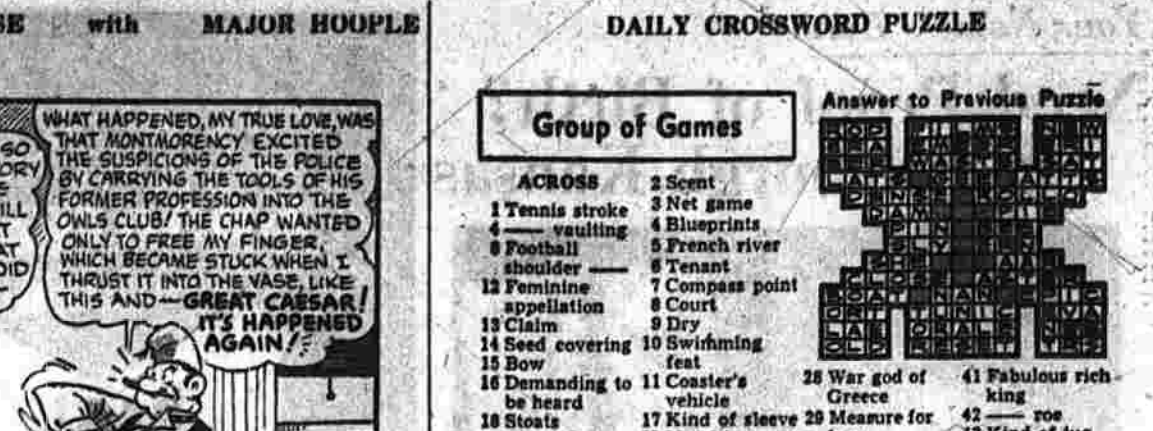 SE with MAJOR HOOPLE
SO
ORY
E
ILL
T
AT
DID
WHAT HAPPENED, MY TRUE LOVE, WAS
THAT MONTMORENCY EXCITED
THE SUSPICIONS OF THE POLICE
BY CARRYING THE TOOLS OF HIS
FORMER PROFESSION INTO THE
OWLS CLUB! THE CHAP WANTED
ONLY TO FREE MY FINGER,
WHICH BECAME STUCK WHEN I
THRUST IT INTO THE VASE, LIKE
THIS AND — GREAT CAESAR!
IT'S HAPPENED
AGAIN!
DAILY CROSSWORD PUZZLE
Group of Games
ACROSS
1 Tennis stroke
4 —— vaulting
8 Football
shoulder ——
12 Feminine
appellation
13 Claim
14 Seed covering
15 Bow
16 Demanding to
be heard
18 Stoats
2 Scent
3 Net game
4 Blueprints
5 French river
6 Tenant
7 Compass point
8 Court
9 Dry
10 Swimming
feat
11 Coaster's
vehicle
17 Kind of sleeve
Answer to Previous Puzzle
28 War god of
Greece
29 Measure for
41 Fabulous rich
king
42 —— roe